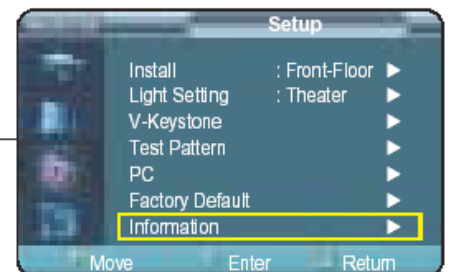 Setup
Install : Front-Floor ▶
Light Setting : Theater ▶
V-Keystone ▶
Test Pattern ▶
PC ▶
Factory Default ▶
Information ▶
Move Enter Return